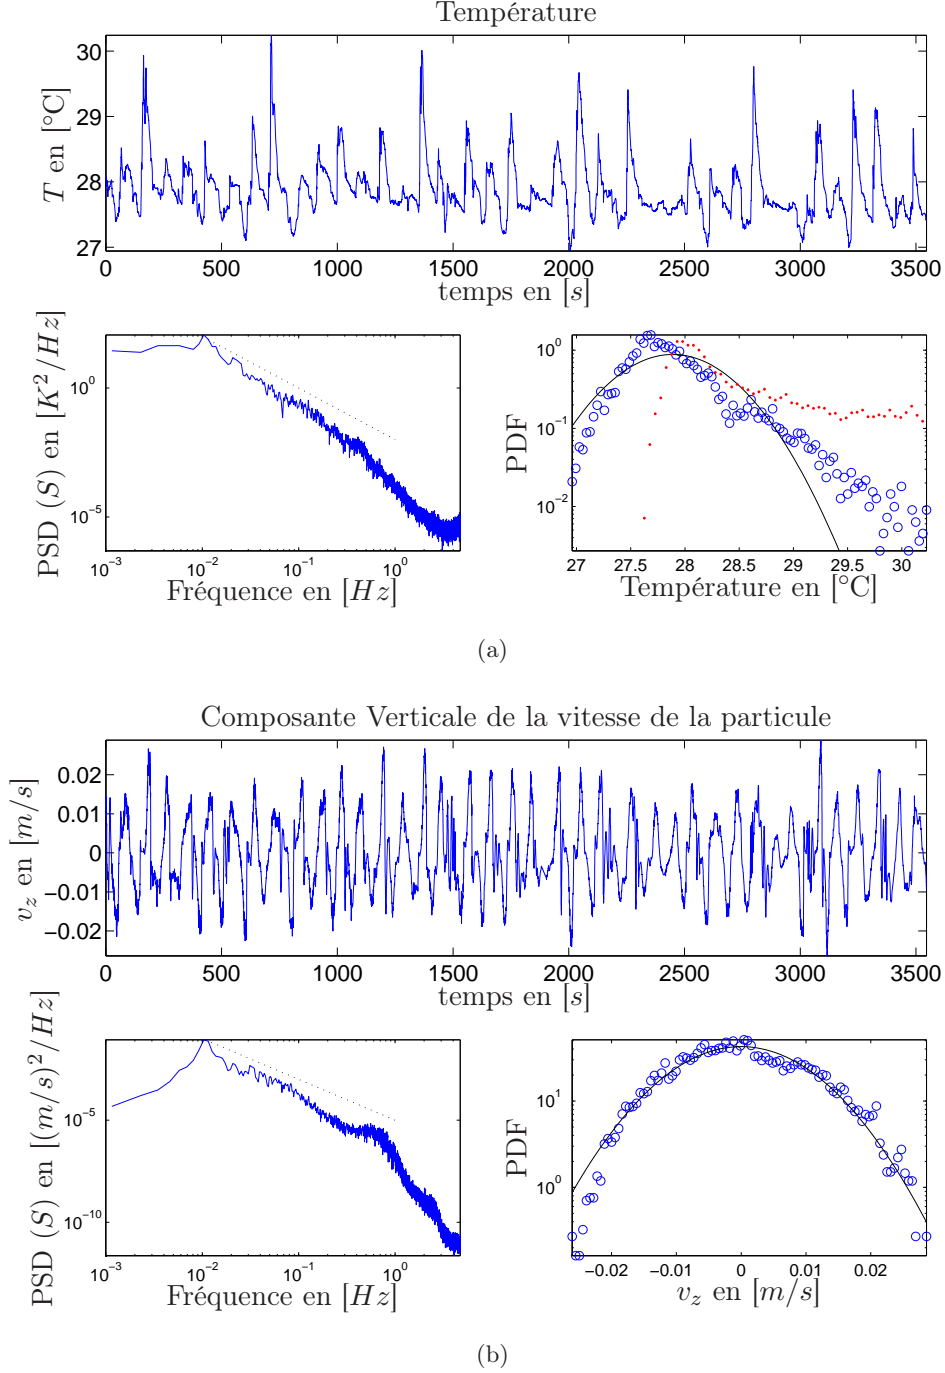 Température
T en [°C]
30
29
28
27
0 500 1000 1500 2000 2500 3000 3500
temps en [s]
PSD (S) en [K²/Hz]
10⁰
10⁻⁵
10⁻³ 10⁻² 10⁻¹ 10⁰
Fréquence en [Hz]
PDF
10⁰
10⁻¹
10⁻²
27 27.5 28 28.5 29 29.5 30
Température en [°C]
(a)
Composante Verticale de la vitesse de la particule
v_z en [m/s]
0.02
0.01
0
−0.01
−0.02
0 500 1000 1500 2000 2500 3000 3500
temps en [s]
PSD (S) en [(m/s)²/Hz]
10⁻⁵
10⁻¹⁰
10⁻³ 10⁻² 10⁻¹ 10⁰
Fréquence en [Hz]
PDF
10¹
10⁰
−0.02 −0.01 0 0.01 0.02
v_z en [m/s]
(b)